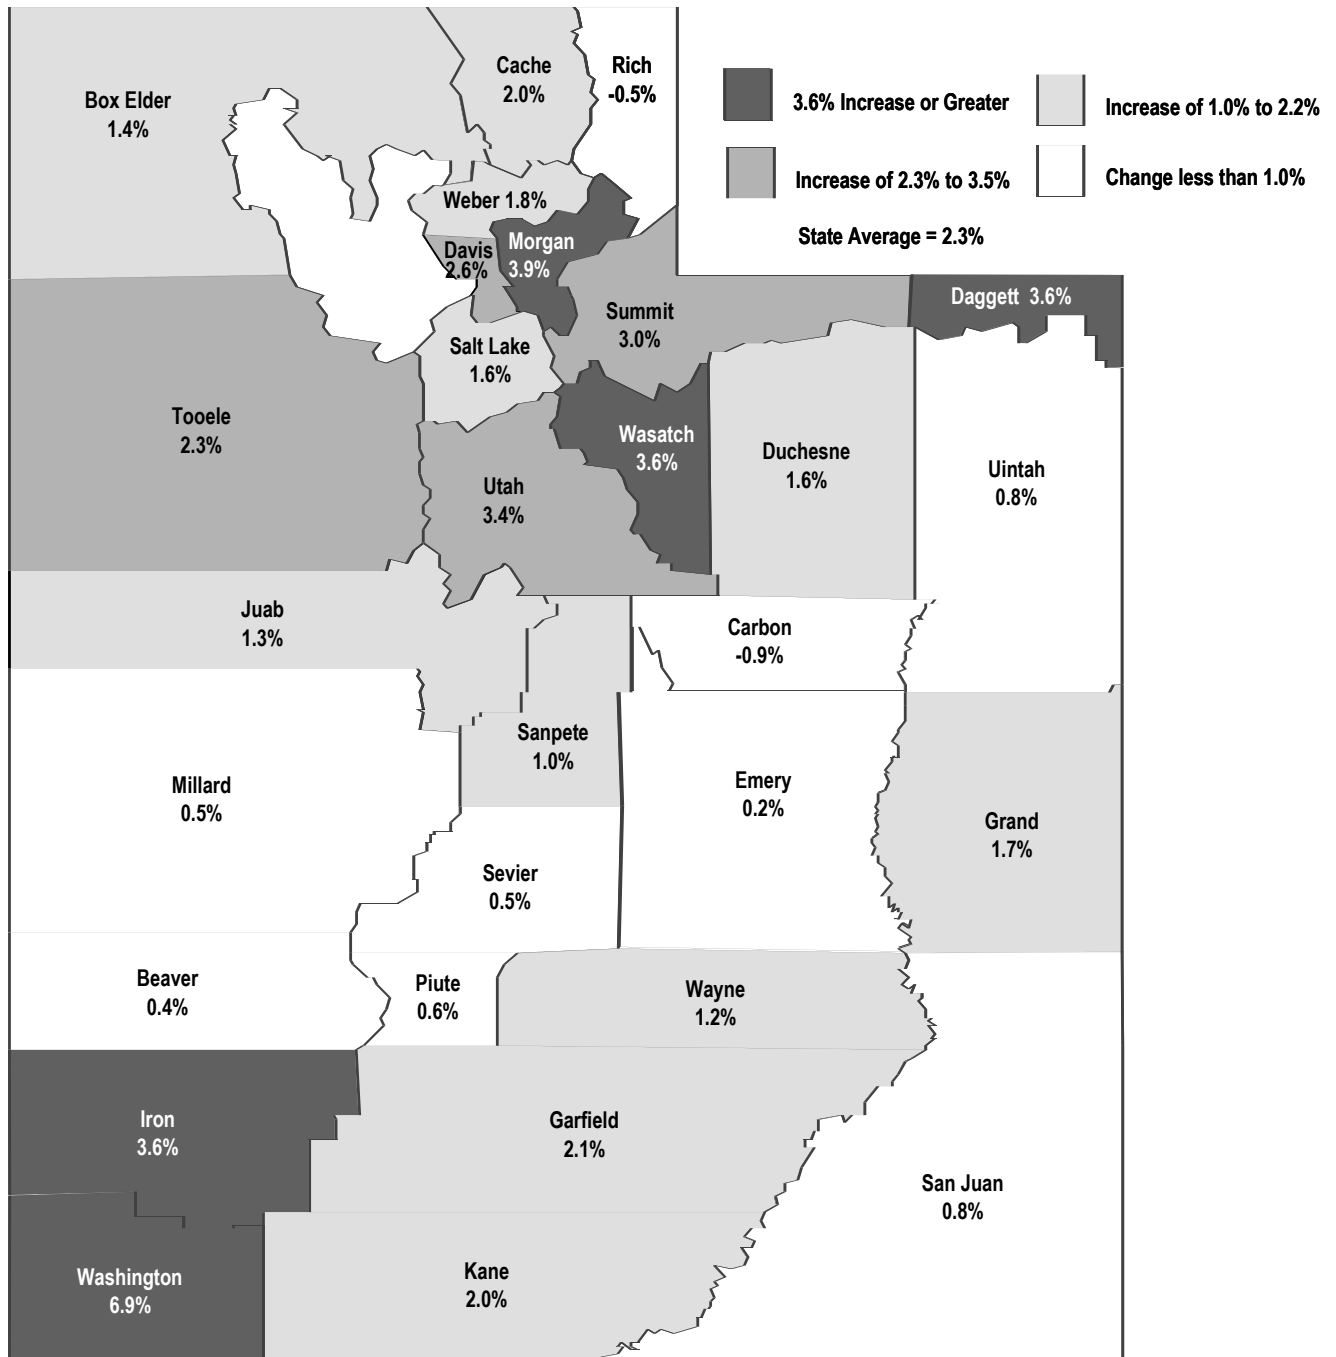 Cache
2.0%
Rich
-0.5%
Box Elder
1.4%
3.6% Increase or Greater
Increase of 1.0% to 2.2%
Increase of 2.3% to 3.5%
Change less than 1.0%
State Average = 2.3%
Weber 1.8%
Davis
2.6%
Morgan
3.9%
Daggett 3.6%
Summit
3.0%
Salt Lake
1.6%
Tooele
2.3%
Wasatch
3.6%
Duchesne
1.6%
Uintah
0.8%
Utah
3.4%
Juab
1.3%
Carbon
-0.9%
Sanpete
1.0%
Millard
0.5%
Emery
0.2%
Grand
1.7%
Sevier
0.5%
Beaver
0.4%
Piute
0.6%
Wayne
1.2%
Iron
3.6%
Garfield
2.1%
San Juan
0.8%
Washington
6.9%
Kane
2.0%